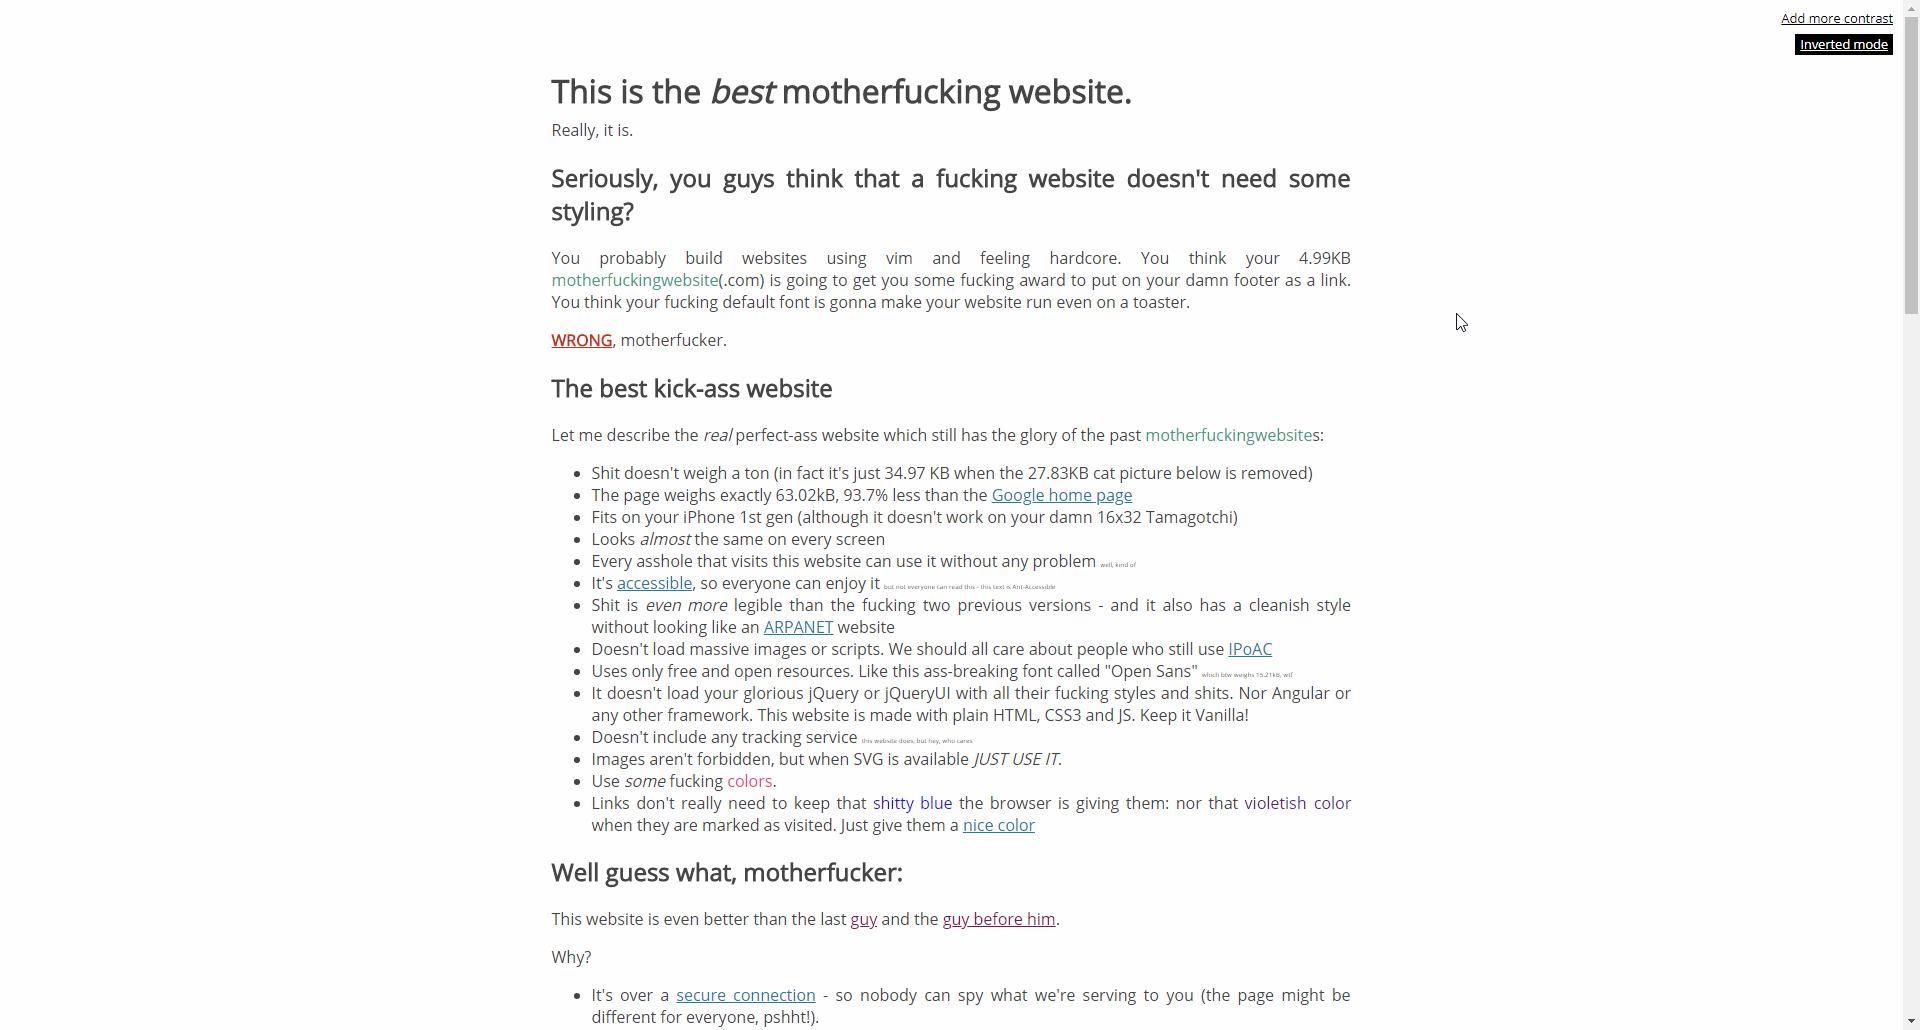 Add more contrast
Inverted mode
This is the best motherfucking website.
Really, it is.
Seriously, you guys think that a fucking website doesn't need some
styling?
You probably build websites using vim and feeling hardcore. You think your 4.99KB
motherfuckingwebsite(.com) is going to get you some fucking award to put on your damn footer as a link.
You think your fucking default font is gonna make your website run even on a toaster.
WRONG, motherfucker.
The best kick-ass website
Let me describe the real perfect-ass website which still has the glory of the past motherfuckingwebsites:
• Shit doesn't weigh a ton (in fact it's just 34.97 KB when the 27.83KB cat picture below is removed)
• The page weighs exactly 63.02kB, 93.7% less than the Google home page
• Fits on your iPhone 1st gen (although it doesn't work on your damn 16x32 Tamagotchi)
• Looks almost the same on every screen
• Every asshole that visits this website can use it without any problem well, kind of
• It's accessible, so everyone can enjoy it but not everyone can read this - this text is Ant-Accessible
• Shit is even more legible than the fucking two previous versions - and it also has a cleanish style
without looking like an ARPANET website
• Doesn't load massive images or scripts. We should all care about people who still use IPoAC
• Uses only free and open resources. Like this ass-breaking font called "Open Sans" which btw weighs 15.21kB, wtf
• It doesn't load your glorious jQuery or jQueryUI with all their fucking styles and shits. Nor Angular or
any other framework. This website is made with plain HTML, CSS3 and JS. Keep it Vanilla!
• Doesn't include any tracking service this website does, but hey, who cares
• Images aren't forbidden, but when SVG is available JUST USE IT.
• Use some fucking colors.
• Links don't really need to keep that shitty blue the browser is giving them: nor that violetish color
when they are marked as visited. Just give them a nice color
Well guess what, motherfucker:
This website is even better than the last guy and the guy before him.
Why?
• It's over a secure connection - so nobody can spy what we're serving to you (the page might be
different for everyone, pshht!).